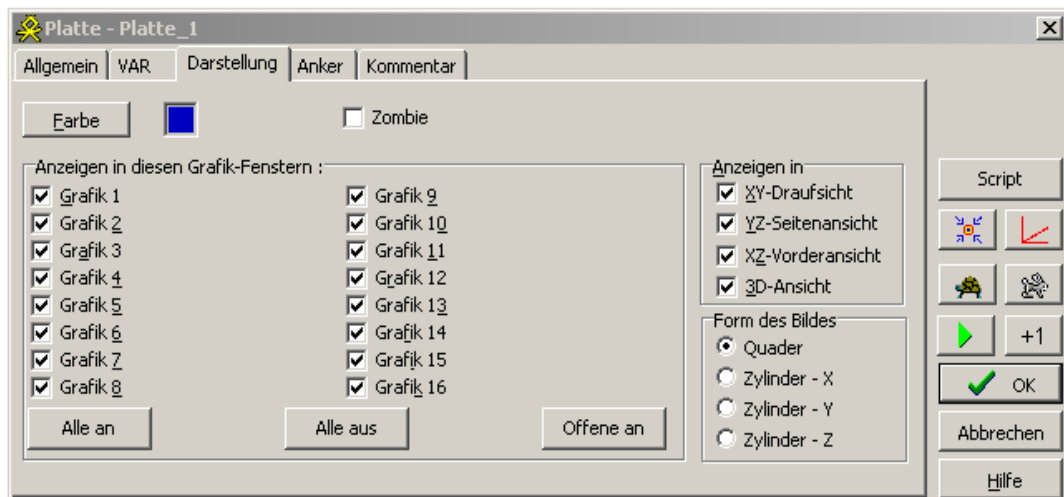 Platte - Platte_1
Allgemein VAR Darstellung Anker Kommentar
Farbe
Zombie
Anzeigen in diesen Grafik-Fenstern :
Grafik 1
Grafik 2
Grafik 3
Grafik 4
Grafik 5
Grafik 6
Grafik 7
Grafik 8
Grafik 9
Grafik 10
Grafik 11
Grafik 12
Grafik 13
Grafik 14
Grafik 15
Grafik 16
Alle an
Alle aus
Offene an
Anzeigen in
XY-Draufsicht
YZ-Seitenansicht
XZ-Vorderansicht
3D-Ansicht
Form des Bildes
Quader
Zylinder - X
Zylinder - Y
Zylinder - Z
Script
+1
OK
Abbrechen
Hilfe